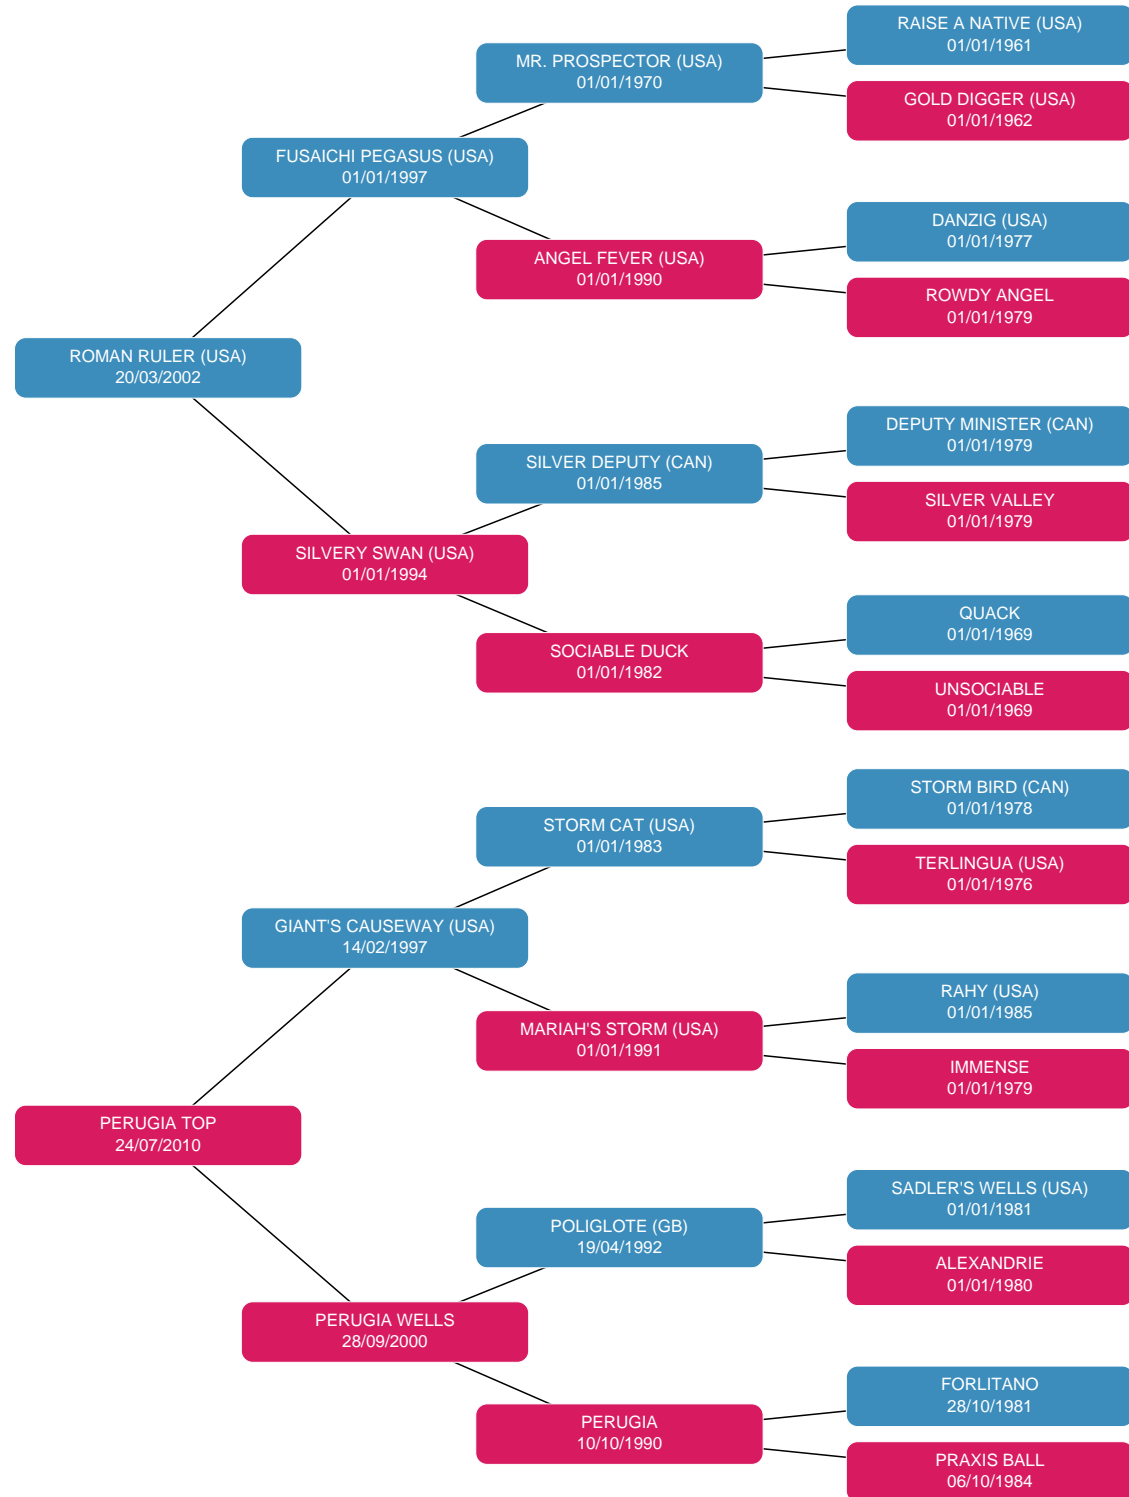 RAISE A NATIVE (USA)
01/01/1961
MR. PROSPECTOR (USA)
01/01/1970
GOLD DIGGER (USA)
01/01/1962
FUSAICHI PEGASUS (USA)
01/01/1997
DANZIG (USA)
01/01/1977
ANGEL FEVER (USA)
01/01/1990
ROWDY ANGEL
01/01/1979
ROMAN RULER (USA)
20/03/2002
DEPUTY MINISTER (CAN)
01/01/1979
SILVER DEPUTY (CAN)
01/01/1985
SILVER VALLEY
01/01/1979
SILVERY SWAN (USA)
01/01/1994
QUACK
01/01/1969
SOCIABLE DUCK
01/01/1982
UNSOCIABLE
01/01/1969
STORM BIRD (CAN)
01/01/1978
STORM CAT (USA)
01/01/1983
TERLINGUA (USA)
01/01/1976
GIANT'S CAUSEWAY (USA)
14/02/1997
RAHY (USA)
01/01/1985
MARIAH'S STORM (USA)
01/01/1991
IMMENSE
01/01/1979
PERUGIA TOP
24/07/2010
SADLER'S WELLS (USA)
01/01/1981
POLIGLOTE (GB)
19/04/1992
ALEXANDRIE
01/01/1980
PERUGIA WELLS
28/09/2000
FORLITANO
28/10/1981
PERUGIA
10/10/1990
PRAXIS BALL
06/10/1984